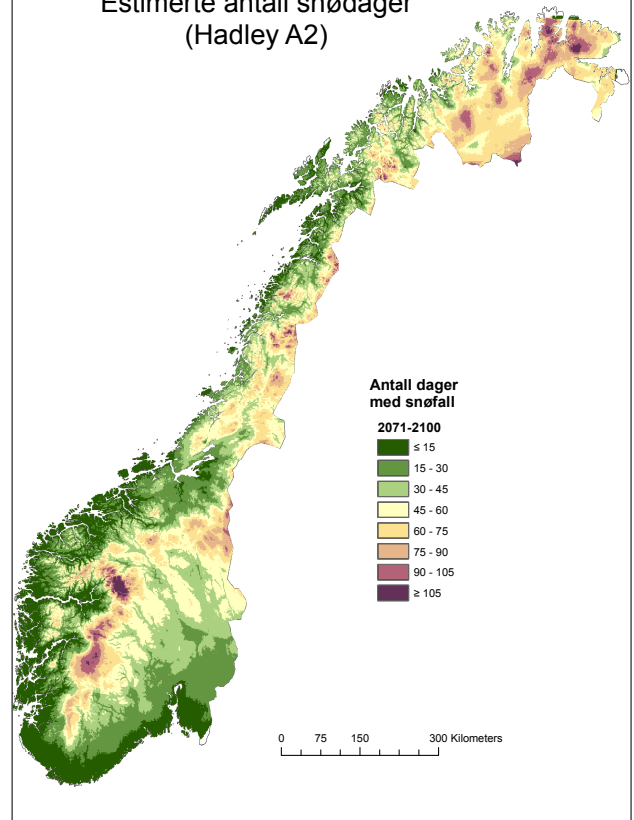 Estimerte antall snødager
(Hadley A2)
Antall dager
med snøfall
2071-2100
≤ 15
15 - 30
30 - 45
45 - 60
60 - 75
75 - 90
90 - 105
≥ 105
0 75 150 300 Kilometers